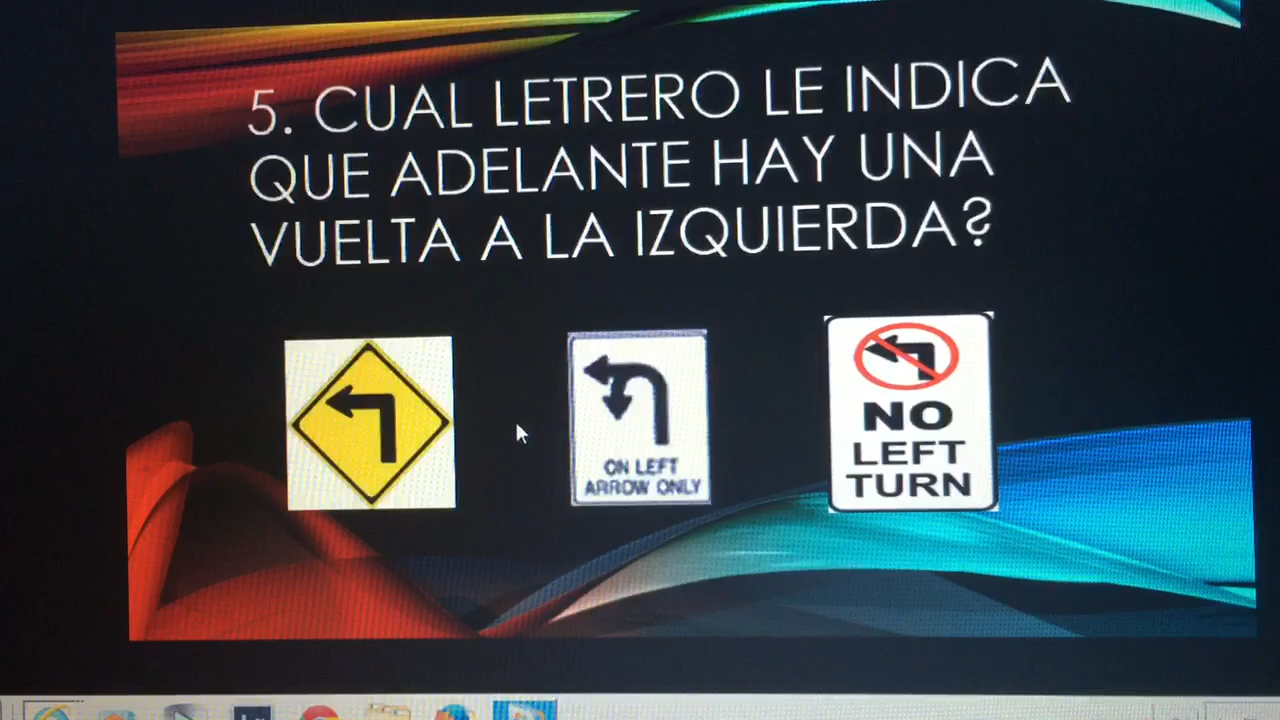 5. CUAL LETRERO LE INDICA
QUE ADELANTE HAY UNA
VUELTA A LA IZQUIERDA?
ON LEFT
ARROW ONLY
NO
LEFT
TURN